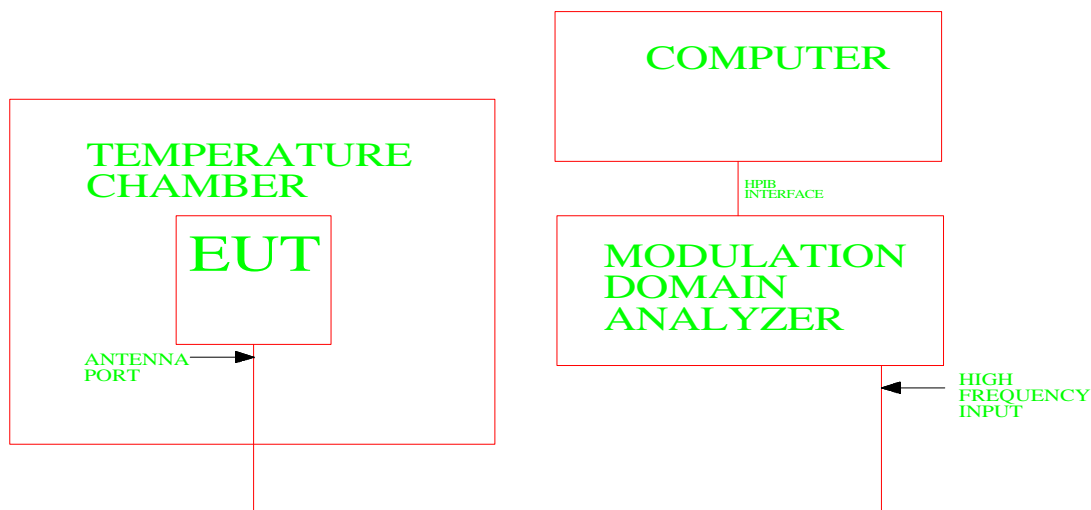 COMPUTER
TEMPERATURE
CHAMBER
HPIB
INTERFACE
EUT
MODULATION
DOMAIN
ANALYZER
ANTENNA
PORT
HIGH
FREQUENCY
INPUT